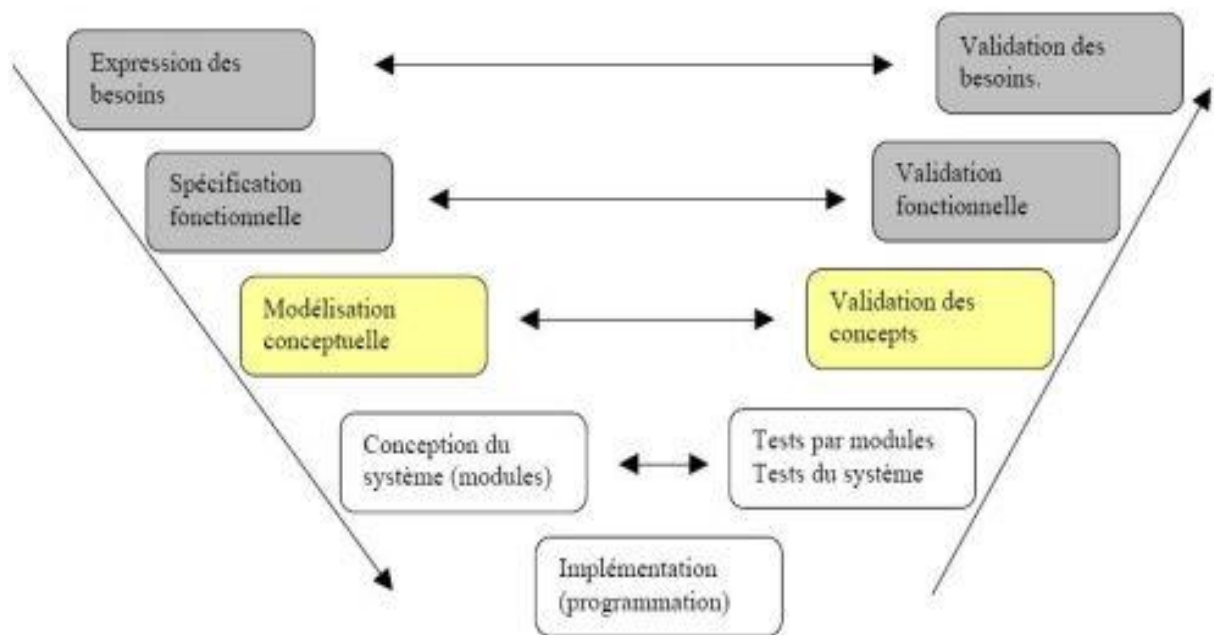 Expression des
besoins
Validation des
besoins.
Spécification
fonctionnelle
Validation
fonctionnelle
Modélisation
conceptuelle
Validation des
concepts
Conception du
système (modules)
Tests par modules
Tests du système
Implémentation
(programmation)